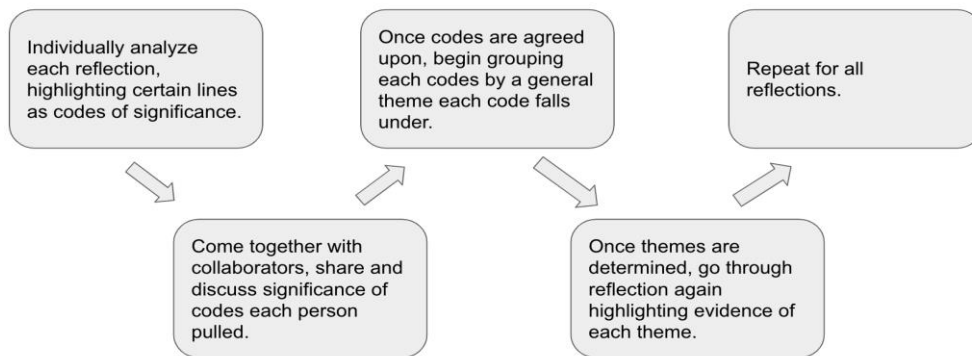 Individually analyze
each reflection,
highlighting certain lines
as codes of significance.
Come together with
collaborators, share and
discuss significance of
codes each person
pulled.
Once codes are agreed
upon, begin grouping
each codes by a general
theme each code falls
under.
Once themes are
determined, go through
reflection again
highlighting evidence of
each theme.
Repeat for all
reflections.